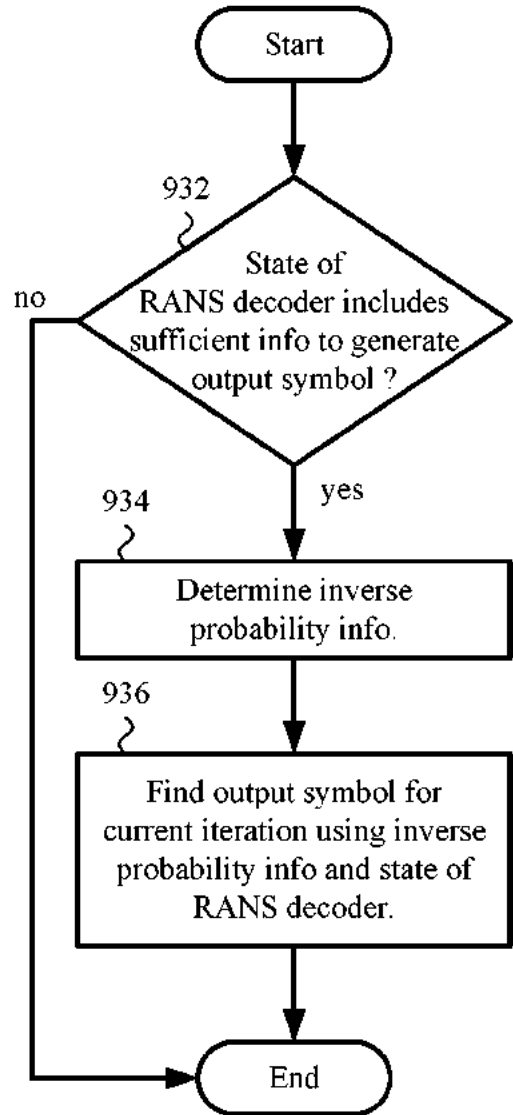 Start
932
State of
RANS decoder includes
sufficient info to generate
output symbol ?
no
yes
934
Determine inverse
probability info.
936
Find output symbol for
current iteration using inverse
probability info and state of
RANS decoder.
End